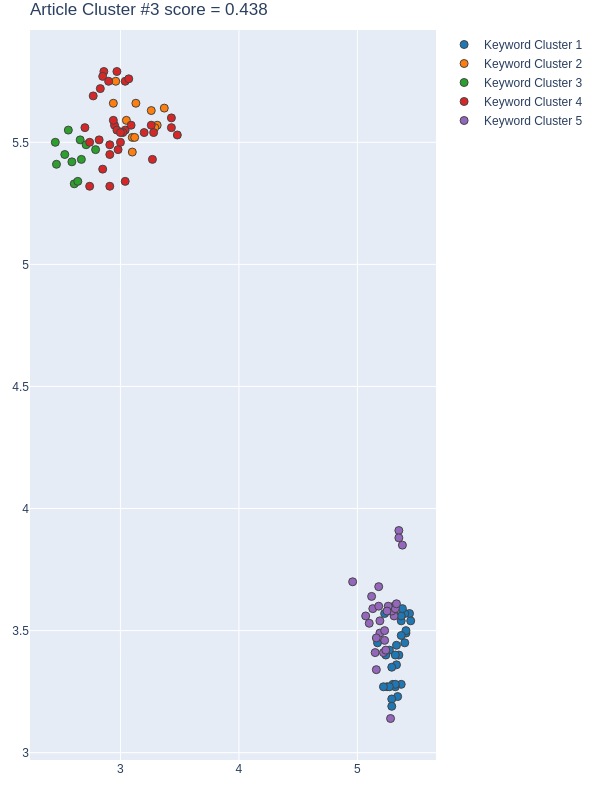 Article Cluster #3 score = 0.438
Keyword Cluster 1
Keyword Cluster 2
Keyword Cluster 3
Keyword Cluster 4
Keyword Cluster 5
5.5
5
4.5
4
3.5
3
3
4
5